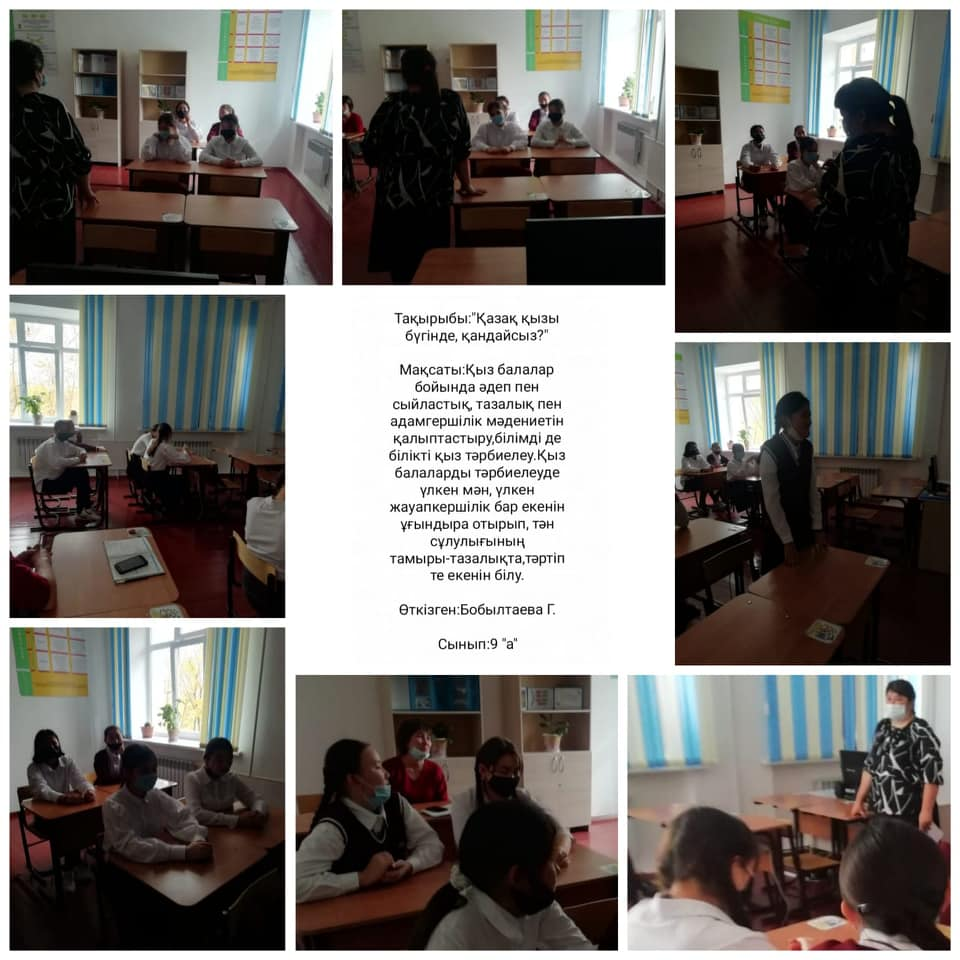 Тақырыбы:"Қазақ қызы
бүгінде, қандайсыз?"
Мақсаты:Қыз балалар
бойында әдеп пен
сыйластық, тазалық пен
адамгершілік мәдениетін
қалыптастыру,білімді де
білікті қыз тәрбиелеу.Қыз
балаларды тәрбиелеуде
үлкен мән, үлкен
жауапкершілік бар екенін
ұғындыра отырып, тән
сұлулығының
тамыры-тазалықта,тәртіп
те екенін білу.
Өткізген:Бобылтаева Г.
Сынып:9 "а"